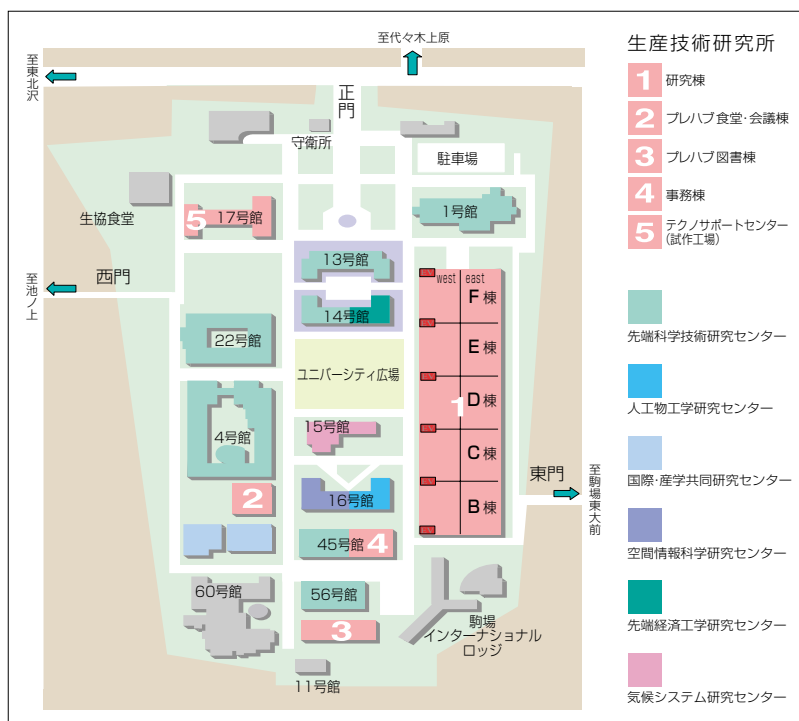 至代々木上原
至東北沢
正門
守衛所
駐車場
生協食堂
5
17号館
1号館
至池ノ上
西門
13号館
14号館
west
east
F棟
E棟
D棟
C棟
B棟
1
22号館
ユニバーシティ広場
4号館
15号館
2
16号館
東門
至駒場東大前
45号館
4
60号館
56号館
3
駒場
インターナショナル
ロッジ
11号館
生産技術研究所
1 研究棟
2 プレハブ食堂・会議棟
3 プレハブ図書棟
4 事務棟
5 テクノサポートセンター
(試作工場)
先端科学技術研究センター
人工物工学研究センター
国際・産学共同研究センター
空間情報科学研究センター
先端経済工学研究センター
気候システム研究センター